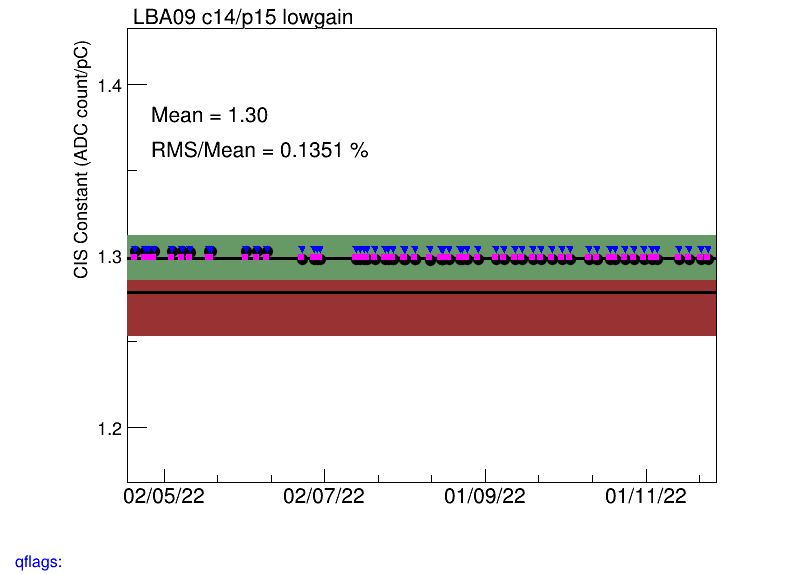 LBA09 c14/p15 lowgain
CIS Constant (ADC count/pC)
1.4
Mean = 1.30
RMS/Mean = 0.1351 %
1.3
1.2
02/05/22 02/07/22 01/09/22 01/11/22
qflags: